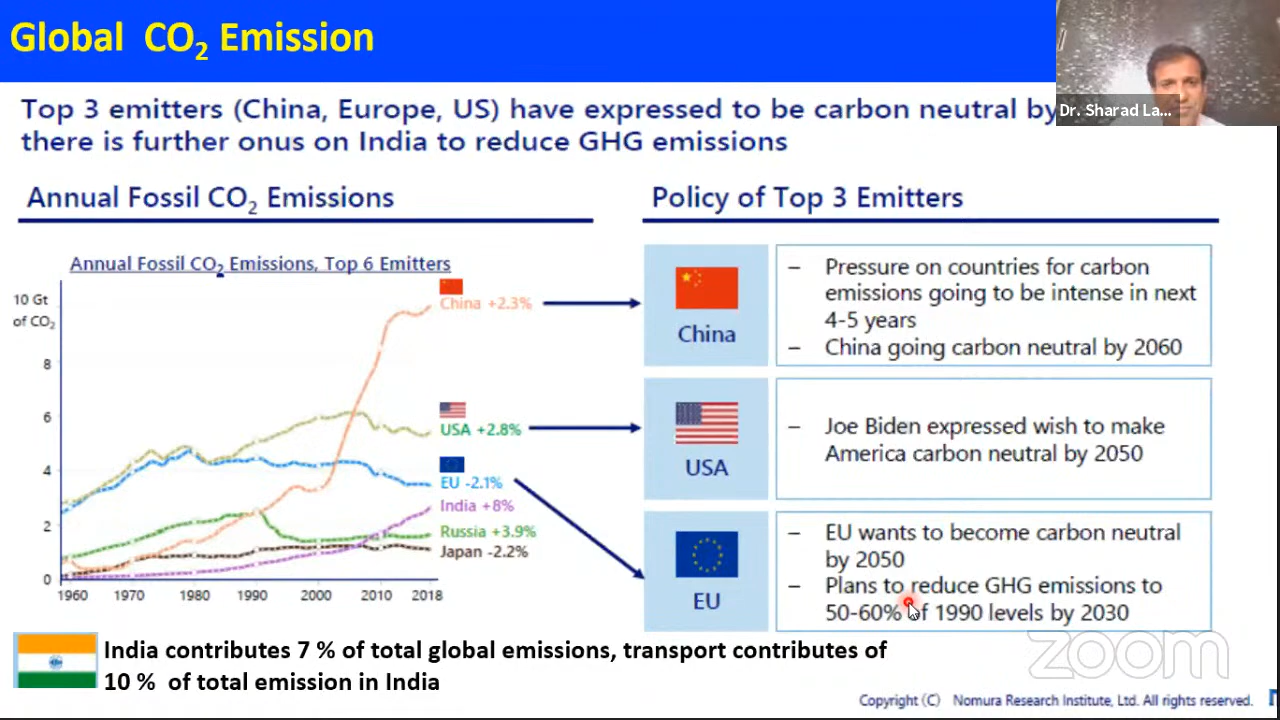 Global CO₂ Emission
Dr. Sharad La...
Top 3 emitters (China, Europe, US) have expressed to be carbon neutral by
there is further onus on India to reduce GHG emissions
Annual Fossil CO₂ Emissions
Annual Fossil CO₂ Emissions, Top 6 Emitters
10 Gt
of CO₂
8
6
4
2
0
1960 1970 1980 1990 2000 2010 2018
China +2.3%
USA +2.8%
EU -2.1%
India +8%
Russia +3.9%
Japan -2.2%
Policy of Top 3 Emitters
China
– Pressure on countries for carbon
emissions going to be intense in next
4-5 years
– China going carbon neutral by 2060
USA
– Joe Biden expressed wish to make
America carbon neutral by 2050
EU
– EU wants to become carbon neutral
by 2050
– Plans to reduce GHG emissions to
50-60% of 1990 levels by 2030
India contributes 7 % of total global emissions, transport contributes of
10 % of total emission in India
zoom
Copyright (C) Nomura Research Institute, Ltd. All rights reserved.